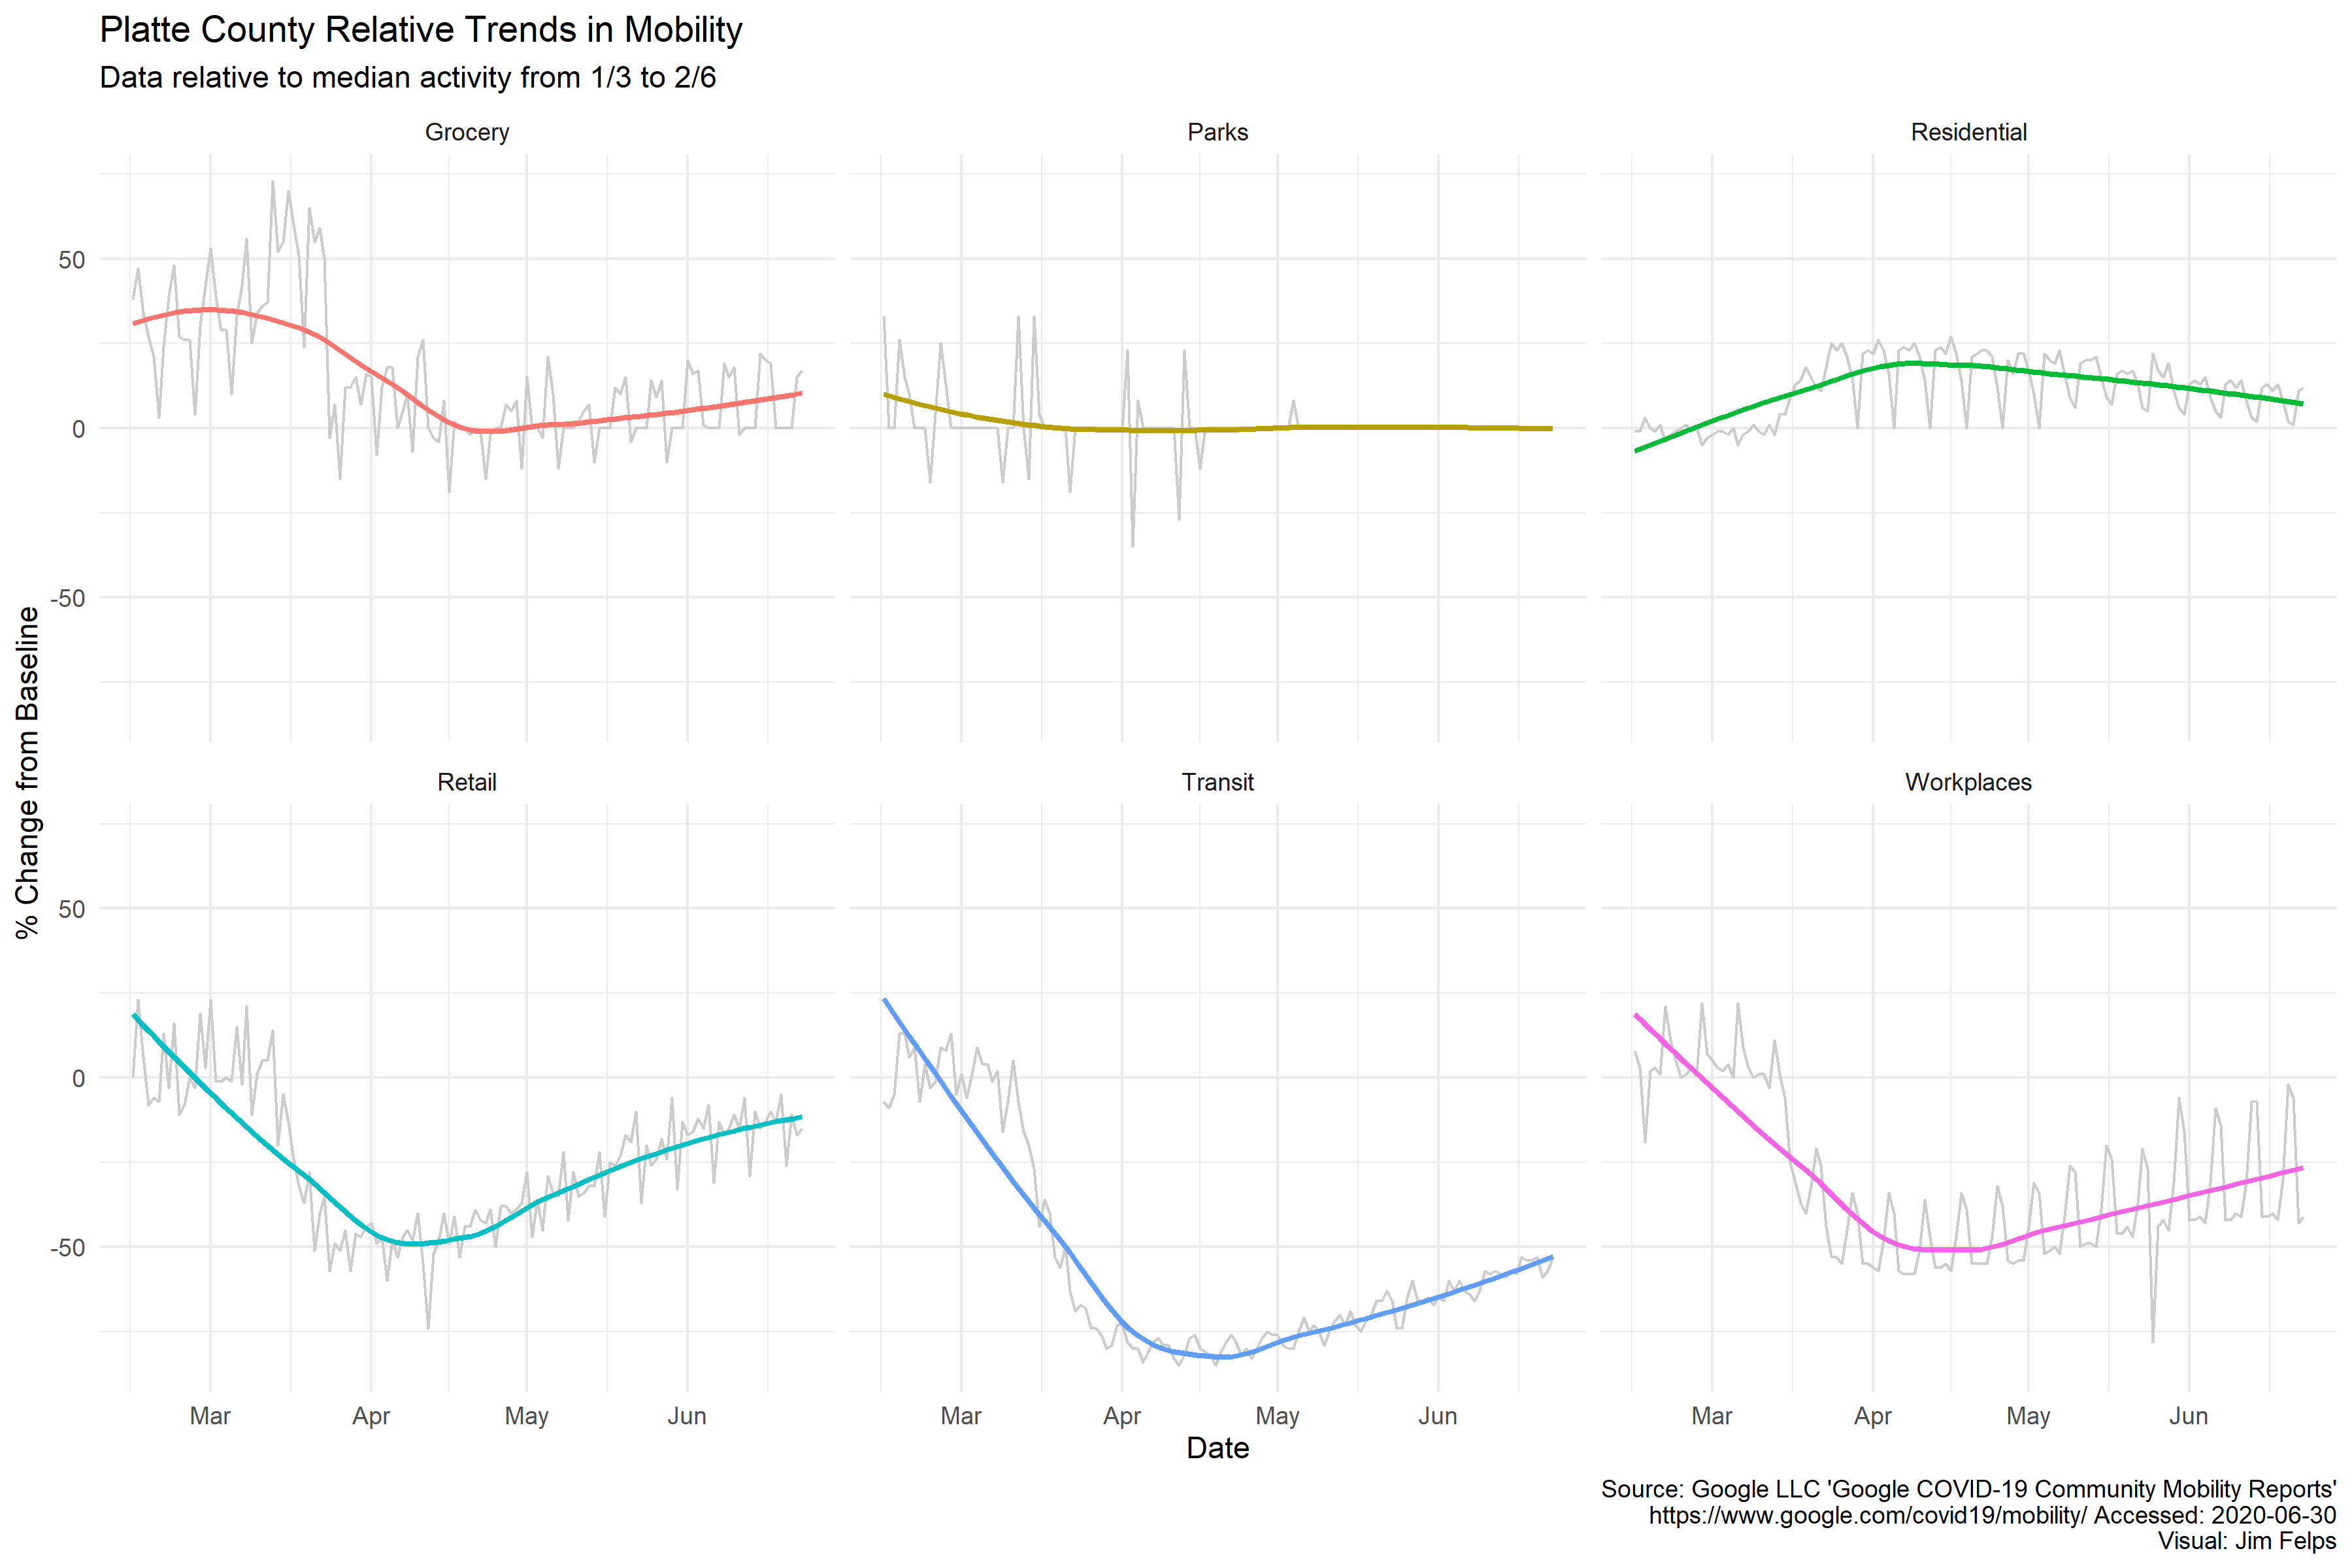 Platte County Relative Trends in Mobility
Data relative to median activity from 1/3 to 2/6
Grocery
Parks
Residential
50
0
-50
% Change from Baseline
Retail
Transit
Workplaces
50
0
-50
Mar Apr May Jun
Mar Apr May Jun
Mar Apr May Jun
Date
Source: Google LLC 'Google COVID-19 Community Mobility Reports'
https://www.google.com/covid19/mobility/ Accessed: 2020-06-30
Visual: Jim Felps